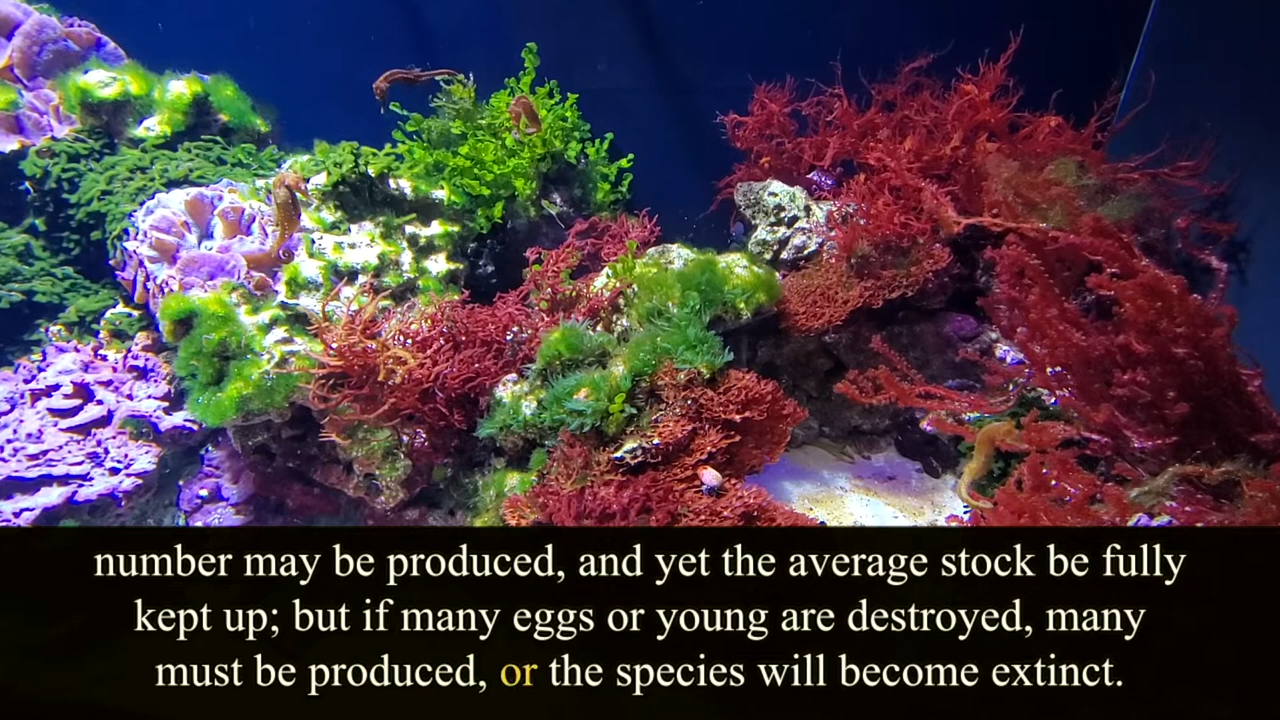 number may be produced, and yet the average stock be fully
kept up; but if many eggs or young are destroyed, many
must be produced, or the species will become extinct.